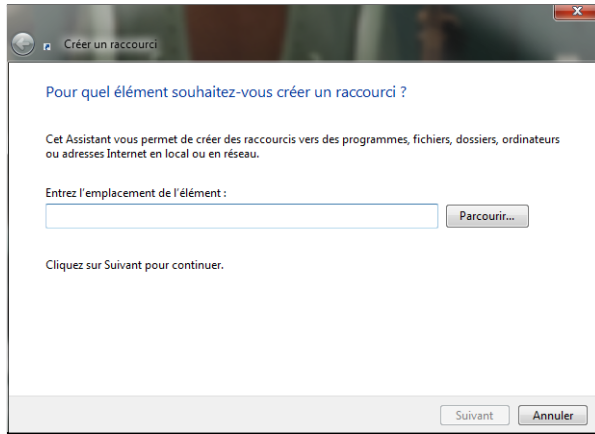 Créer un raccourci
Pour quel élément souhaitez-vous créer un raccourci ?
Cet Assistant vous permet de créer des raccourcis vers des programmes, fichiers, dossiers, ordinateurs
ou adresses Internet en local ou en réseau.
Entrez l'emplacement de l'élément :
Parcourir...
Cliquez sur Suivant pour continuer.
Suivant Annuler